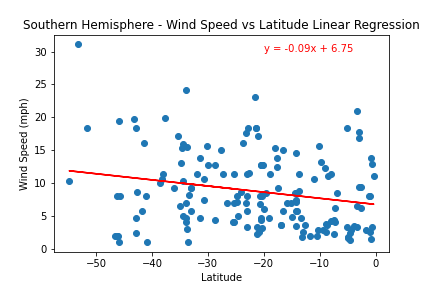 Southern Hemisphere - Wind Speed vs Latitude Linear Regression
y = -0.09x + 6.75
30
25
20
15
10
5
0
Wind Speed (mph)
−50 −40 −30 −20 −10 0
Latitude